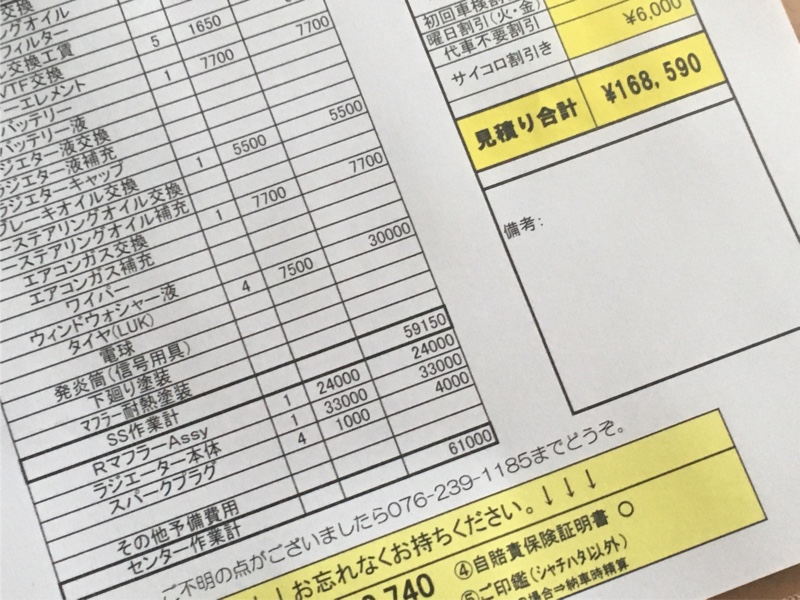 交換
グオイル
フィルター
ル交換工賃 5 1650 7700
VTF交換 1 7700 7700
ーエレメント
バッテリー
バッテリー液
ジエター液交換 1 5500 5500
ジエター液補充
ジエターキャップ
ブレーキオイル交換 1 7700 7700
ーステアリングオイル交換
ーステアリングオイル補充
エアコンガス交換
エアコンガス補充
ワイパー
ウィンドウォシャー液
タイヤ(LUK) 4 7500 30000
電球
発炎筒(信号用具)
下廻り塗装
マフラー耐熱塗装
SS作業計 59150
RマフラーAssy 1 24000 24000
ラジエーター本体 1 33000 33000
スパークプラグ 4 1000 4000
その他予備費用
センター作業計 61000
初回車検割
曜日割引(火・金)
代車不要割引 ¥6,000
サイコロ割引き
見積り合計 ¥168,590
備考:
ご不明の点がございましたら076-239-1185までどうぞ。
お忘れなくお持ちください。↓↓↓
740
④自賠責保険証明書 ○
⑤ご印鑑(シャチハタ以外)
の場合⇒納車時精算